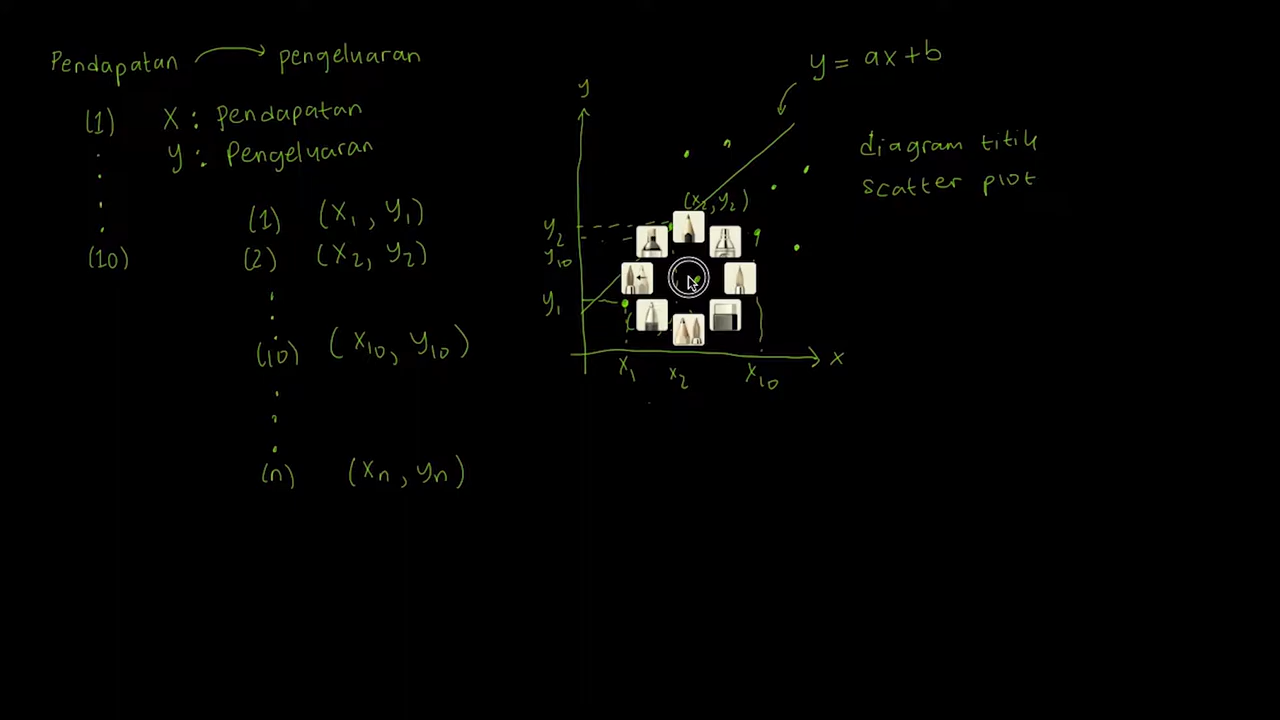 Pendapatan pengeluaran
(1) x : Pendapatan
y : Pengeluaran
(1) (x₁, y₁)
(10) (2) (x₂, y₂)
(10) (x₁₀, y₁₀)
(n) (xₙ, yₙ)
y = ax + b
y
diagram titik
scatter plot
(x₂, y₂)
y₂
y₁₀
y₁
x₁ x₂ x₁₀ x